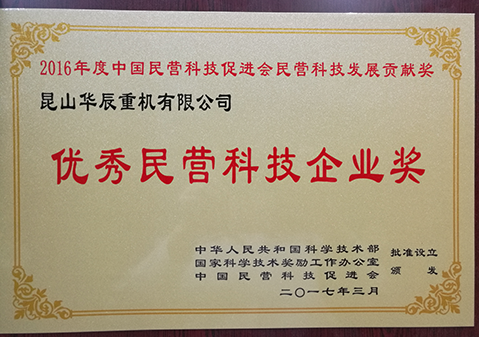 2016年度中国民营科技促进会民营科技发展贡献奖
昆山华辰重机有限公司
优秀民营科技企业奖
中华人民共和国科学技术部
国家科学技术奖励工作办公室
批准设立
中国民营科技促进会
颁发
二〇一七年三月